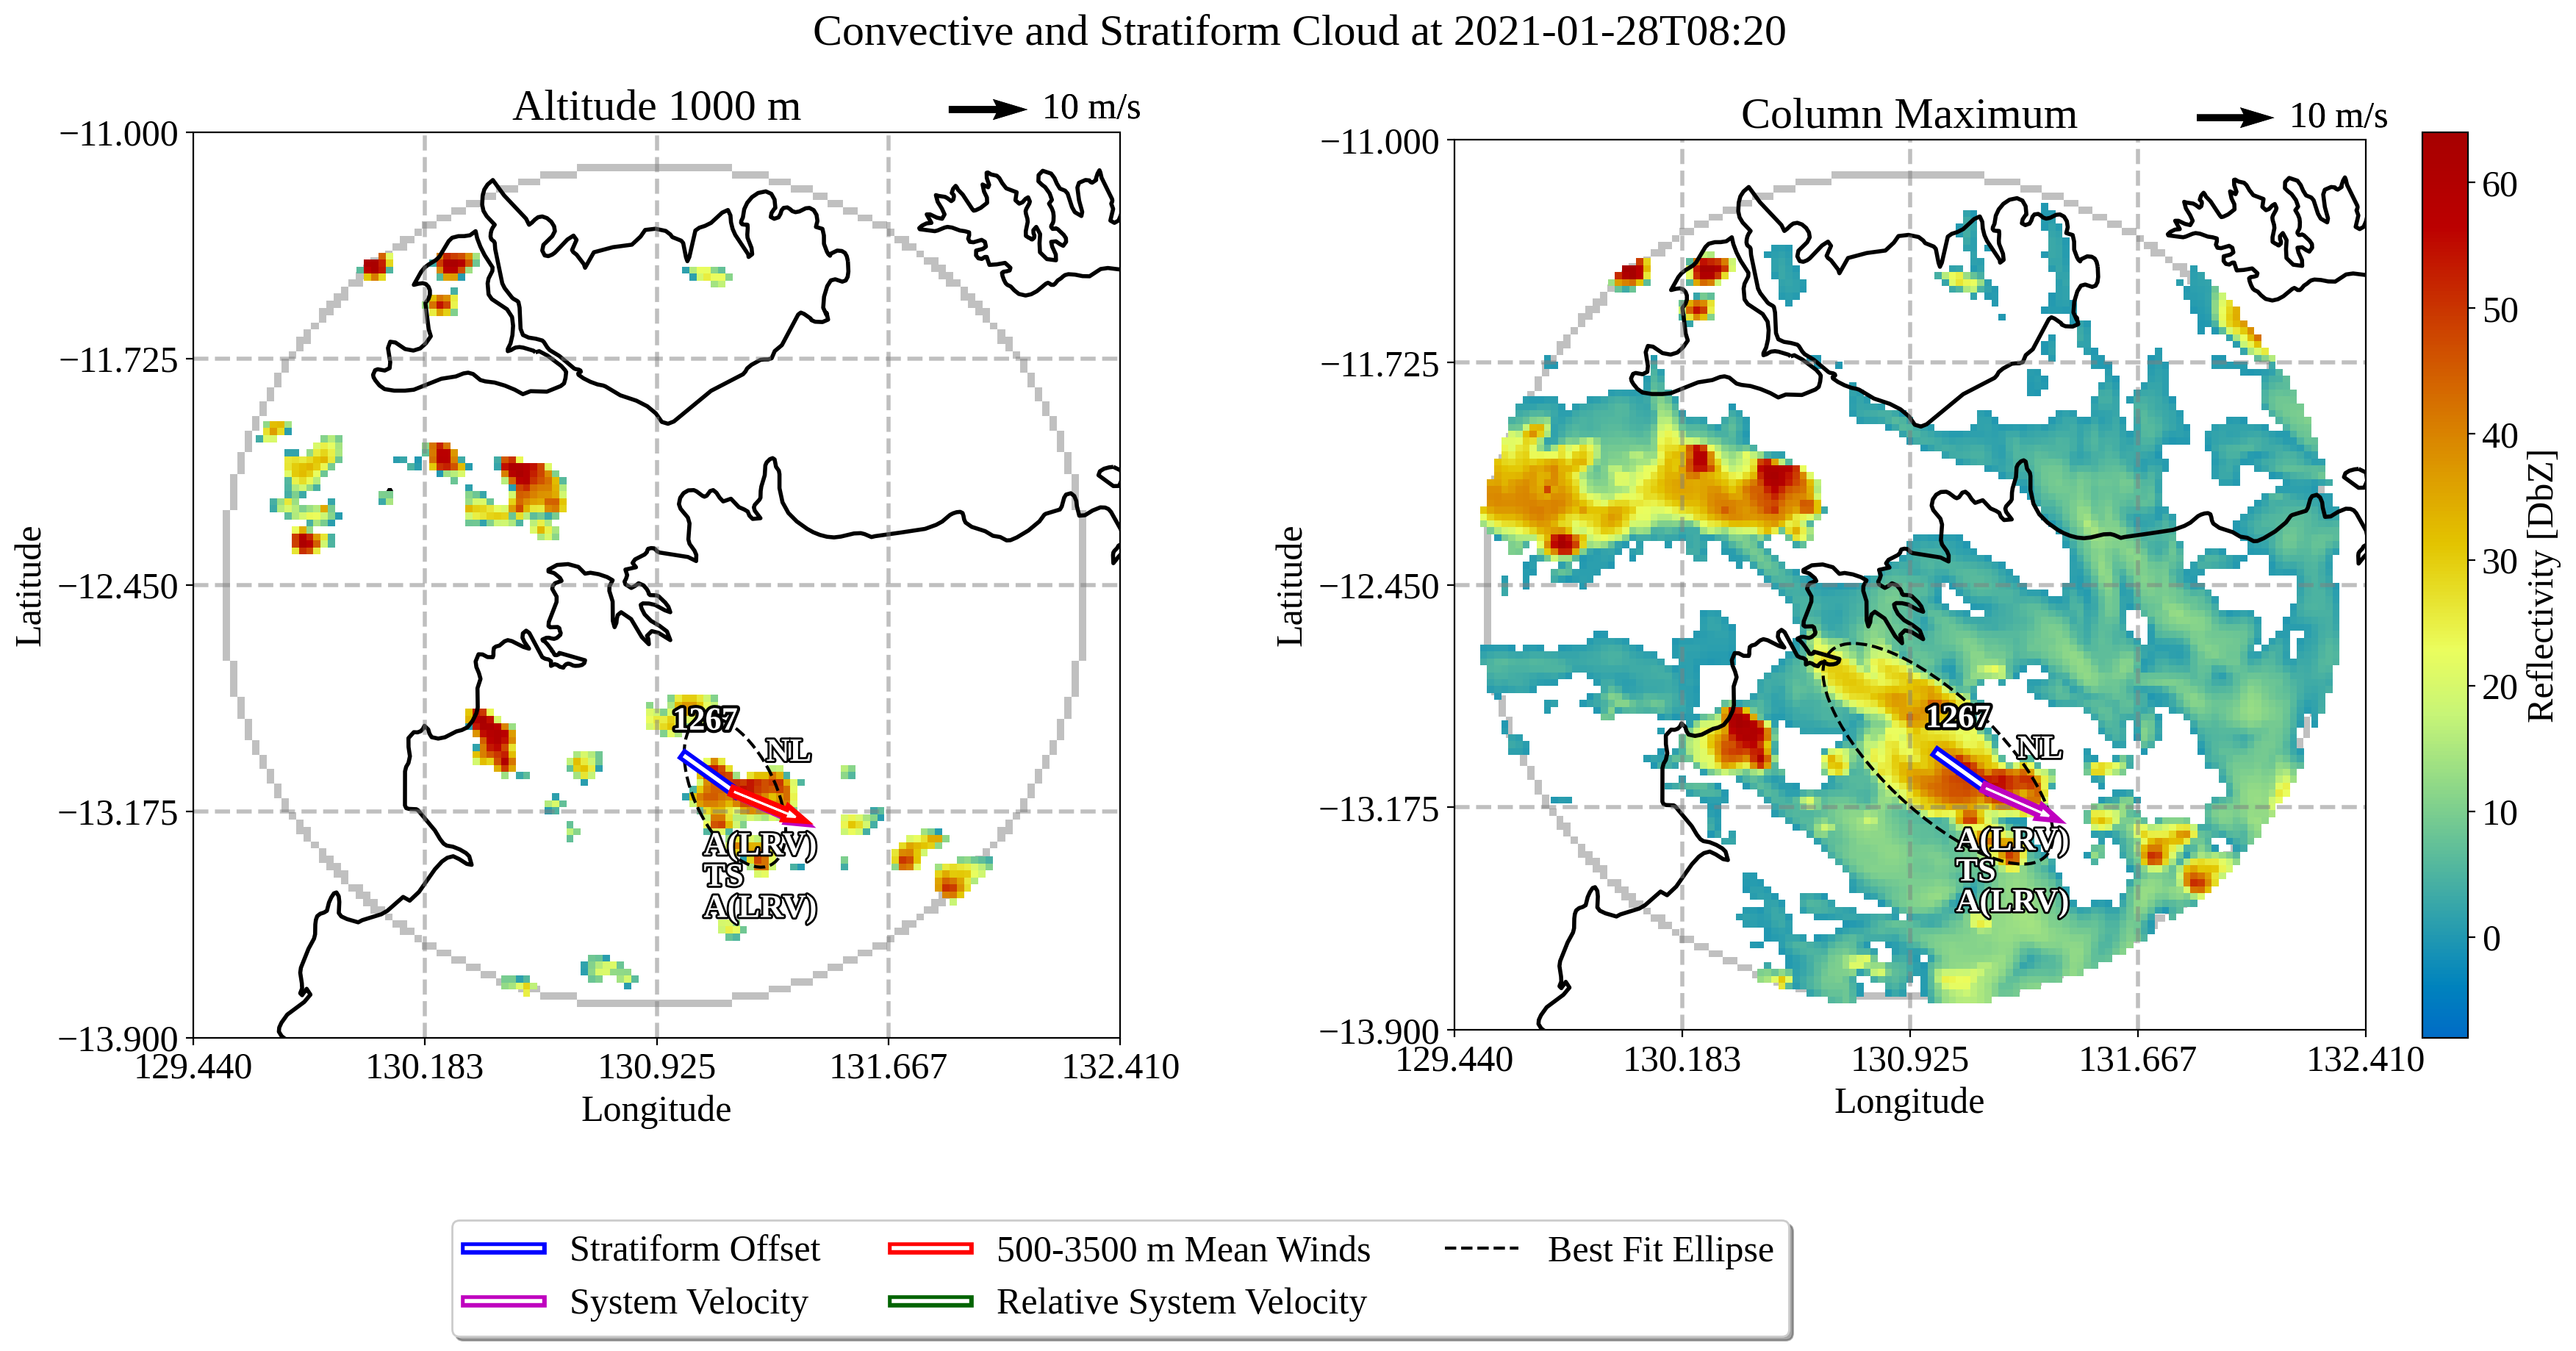 Convective and Stratiform Cloud at 2021-01-28T08:20
Altitude 1000 m
10 m/s
−11.000
−11.725
−12.450
−13.175
−13.900
Latitude
129.440
130.183
130.925
131.667
132.410
Longitude
1267
NL
A(LRV)
TS
A(LRV)
Column Maximum
10 m/s
−11.000
−11.725
−12.450
−13.175
−13.900
Latitude
129.440
130.183
130.925
131.667
132.410
Longitude
1267
NL
A(LRV)
TS
A(LRV)
60
50
40
30
20
10
0
Reflectivity [DbZ]
Stratiform Offset
System Velocity
500-3500 m Mean Winds
Relative System Velocity
Best Fit Ellipse